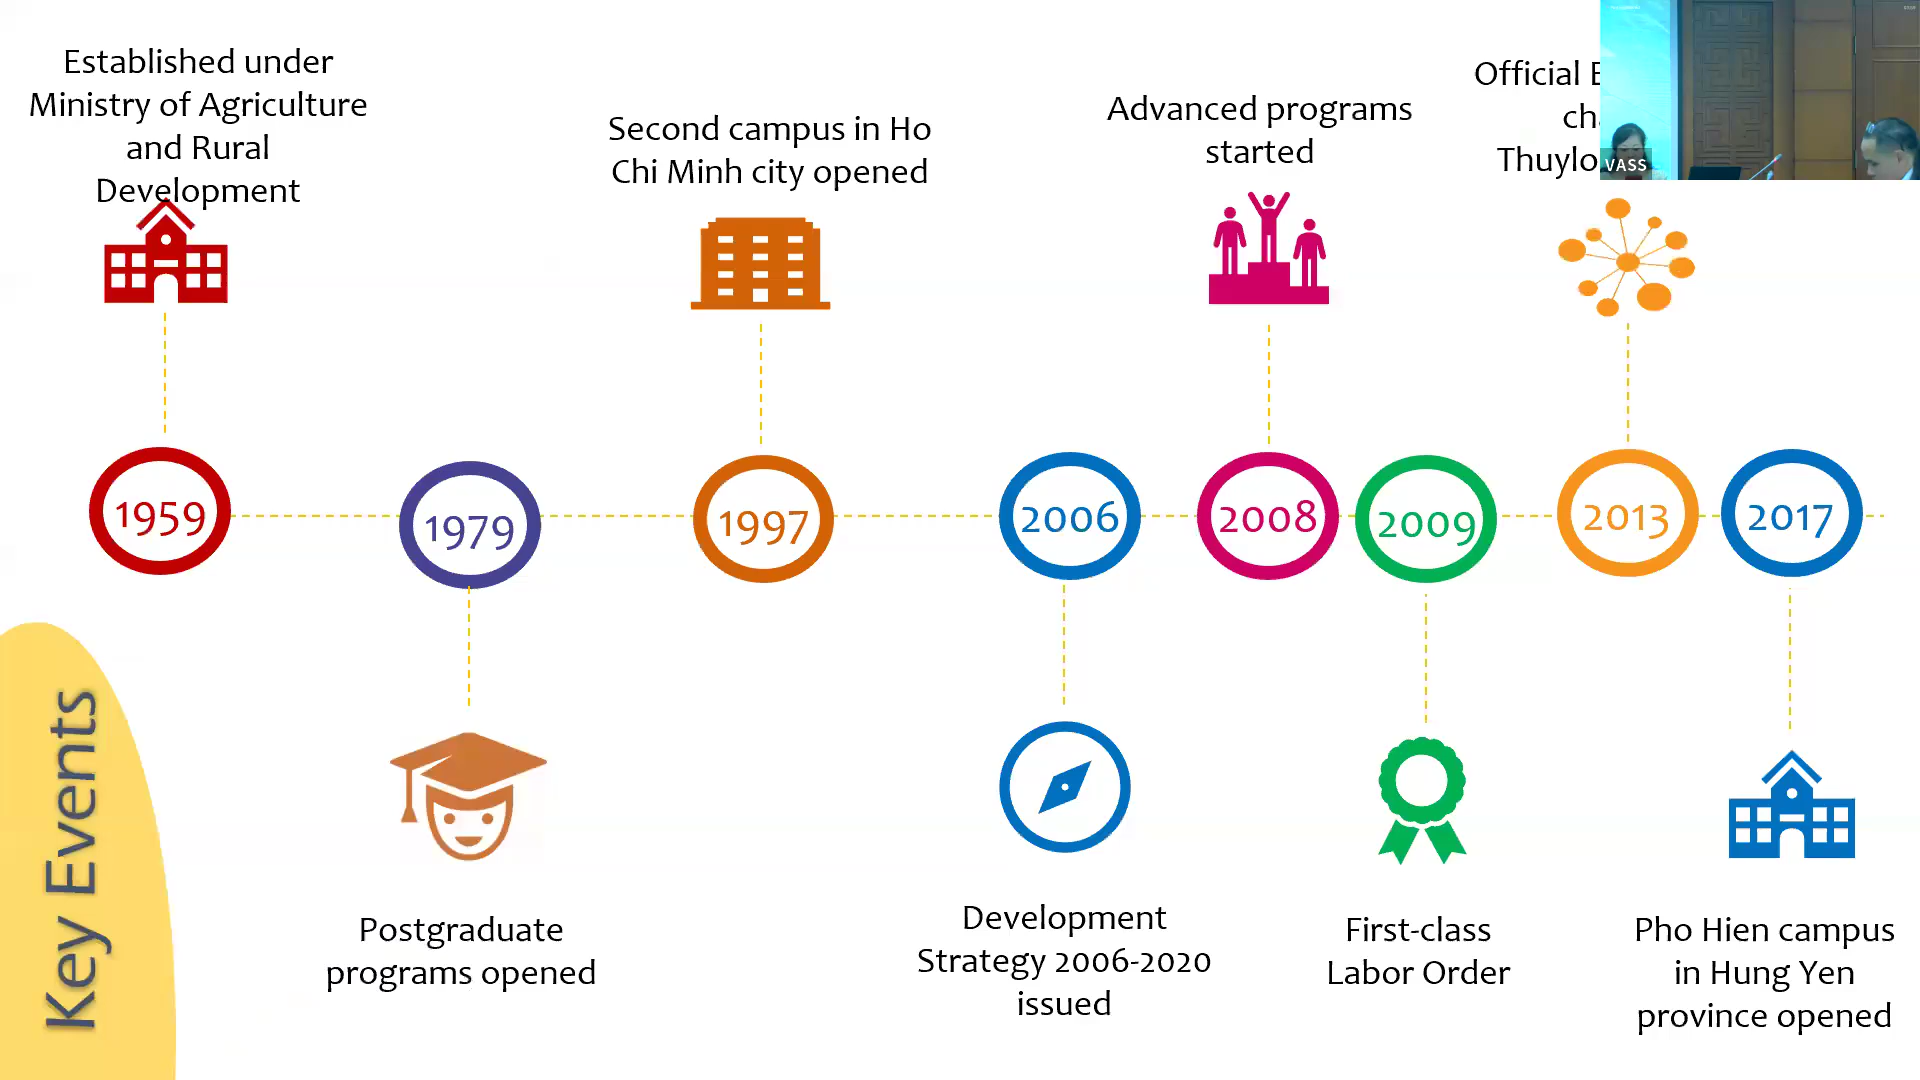 Established under
Ministry of Agriculture
and Rural
Development
Second campus in Ho
Chi Minh city opened
Advanced programs
started
Official
VASS
1959
1979
1997
2006
2008
2009
2013
2017
Key Events
Postgraduate
programs opened
Development
Strategy 2006-2020
issued
First-class
Labor Order
Pho Hien campus
in Hung Yen
province opened